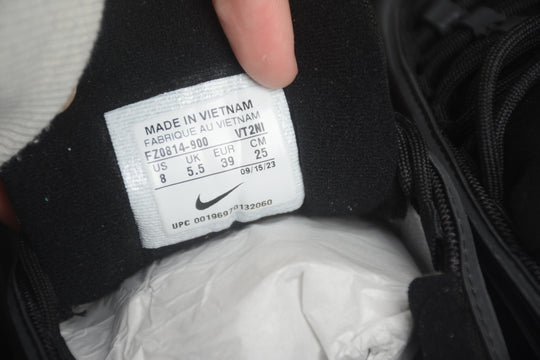 MADE IN VIETNAM
FABRIQUE AU VIETNAM
FZ0814-900 VT2NI
US UK EUR CM
8 5.5 39 25
09/15/23
UPC